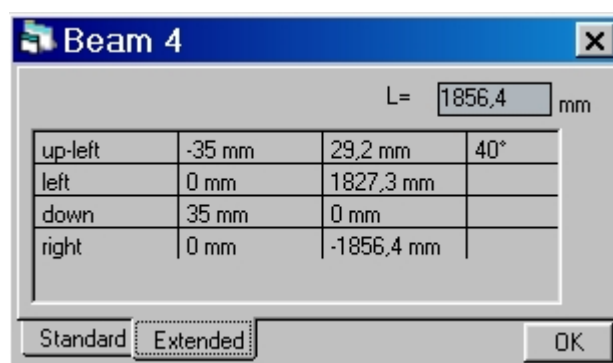 Beam 4
L= 1856,4 mm
up-left -35 mm 29,2 mm 40°
left 0 mm 1827,3 mm
down 35 mm 0 mm
right 0 mm -1856,4 mm
Standard Extended OK